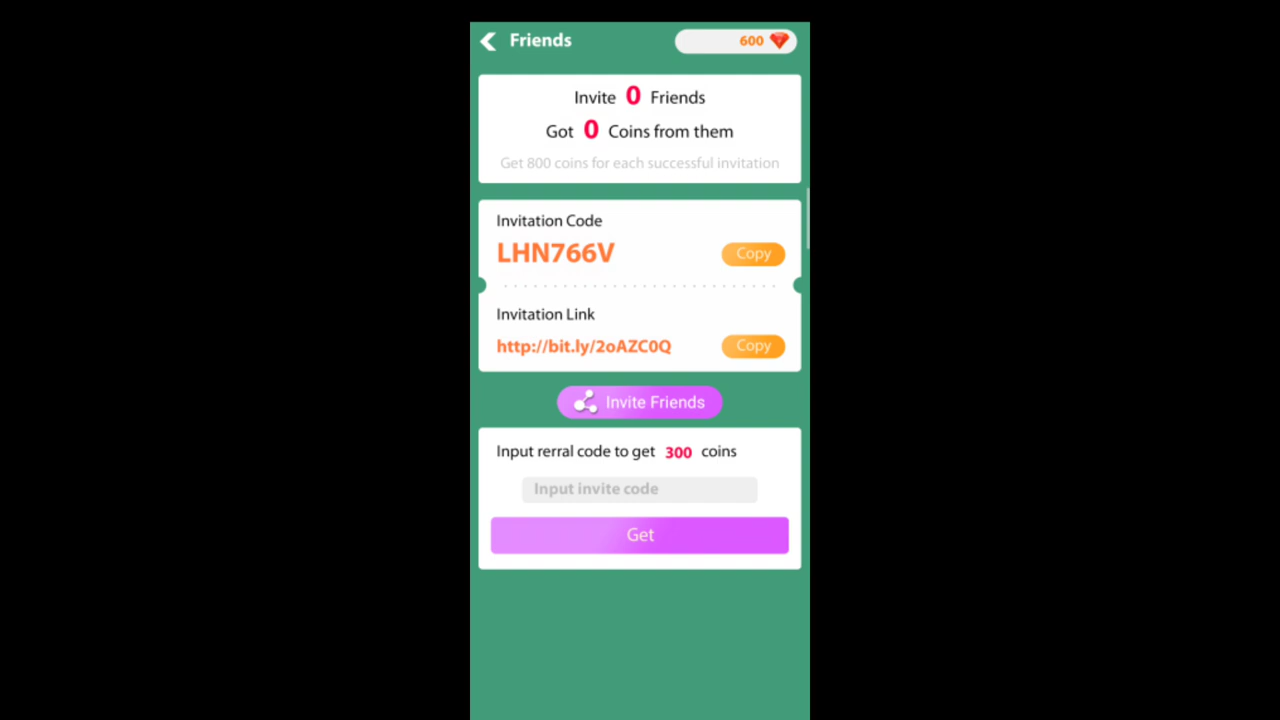 Friends
600
Invite 0 Friends
Got 0 Coins from them
Get 800 coins for each successful invitation
Invitation Code
LHN766V
Copy
Invitation Link
http://bit.ly/2oAZC0Q
Copy
Invite Friends
Input rerral code to get 300 coins
Input invite code
Get